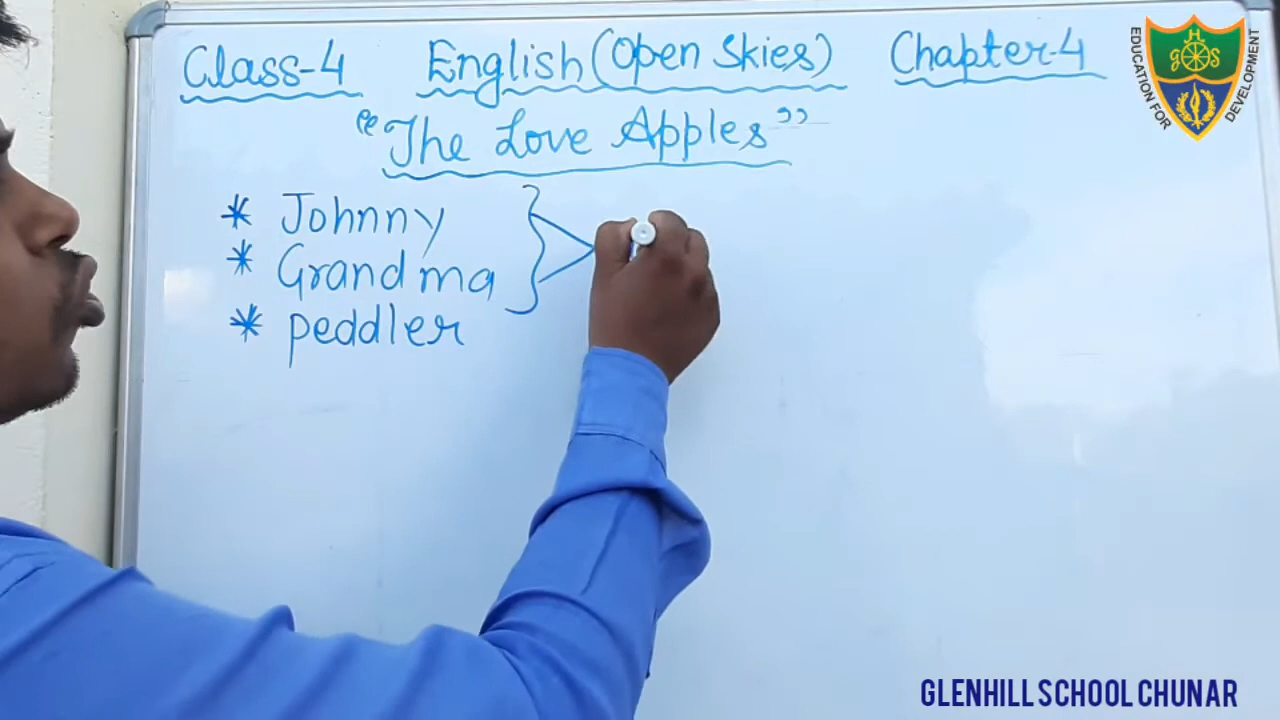 Class-4 English (Open Skies) Chapter-4
"The Love Apples"
* Johnny
* Grandma
* peddler
EDUCATION FOR DEVELOPMENT
H
G S
GLENHILL SCHOOL CHUNAR